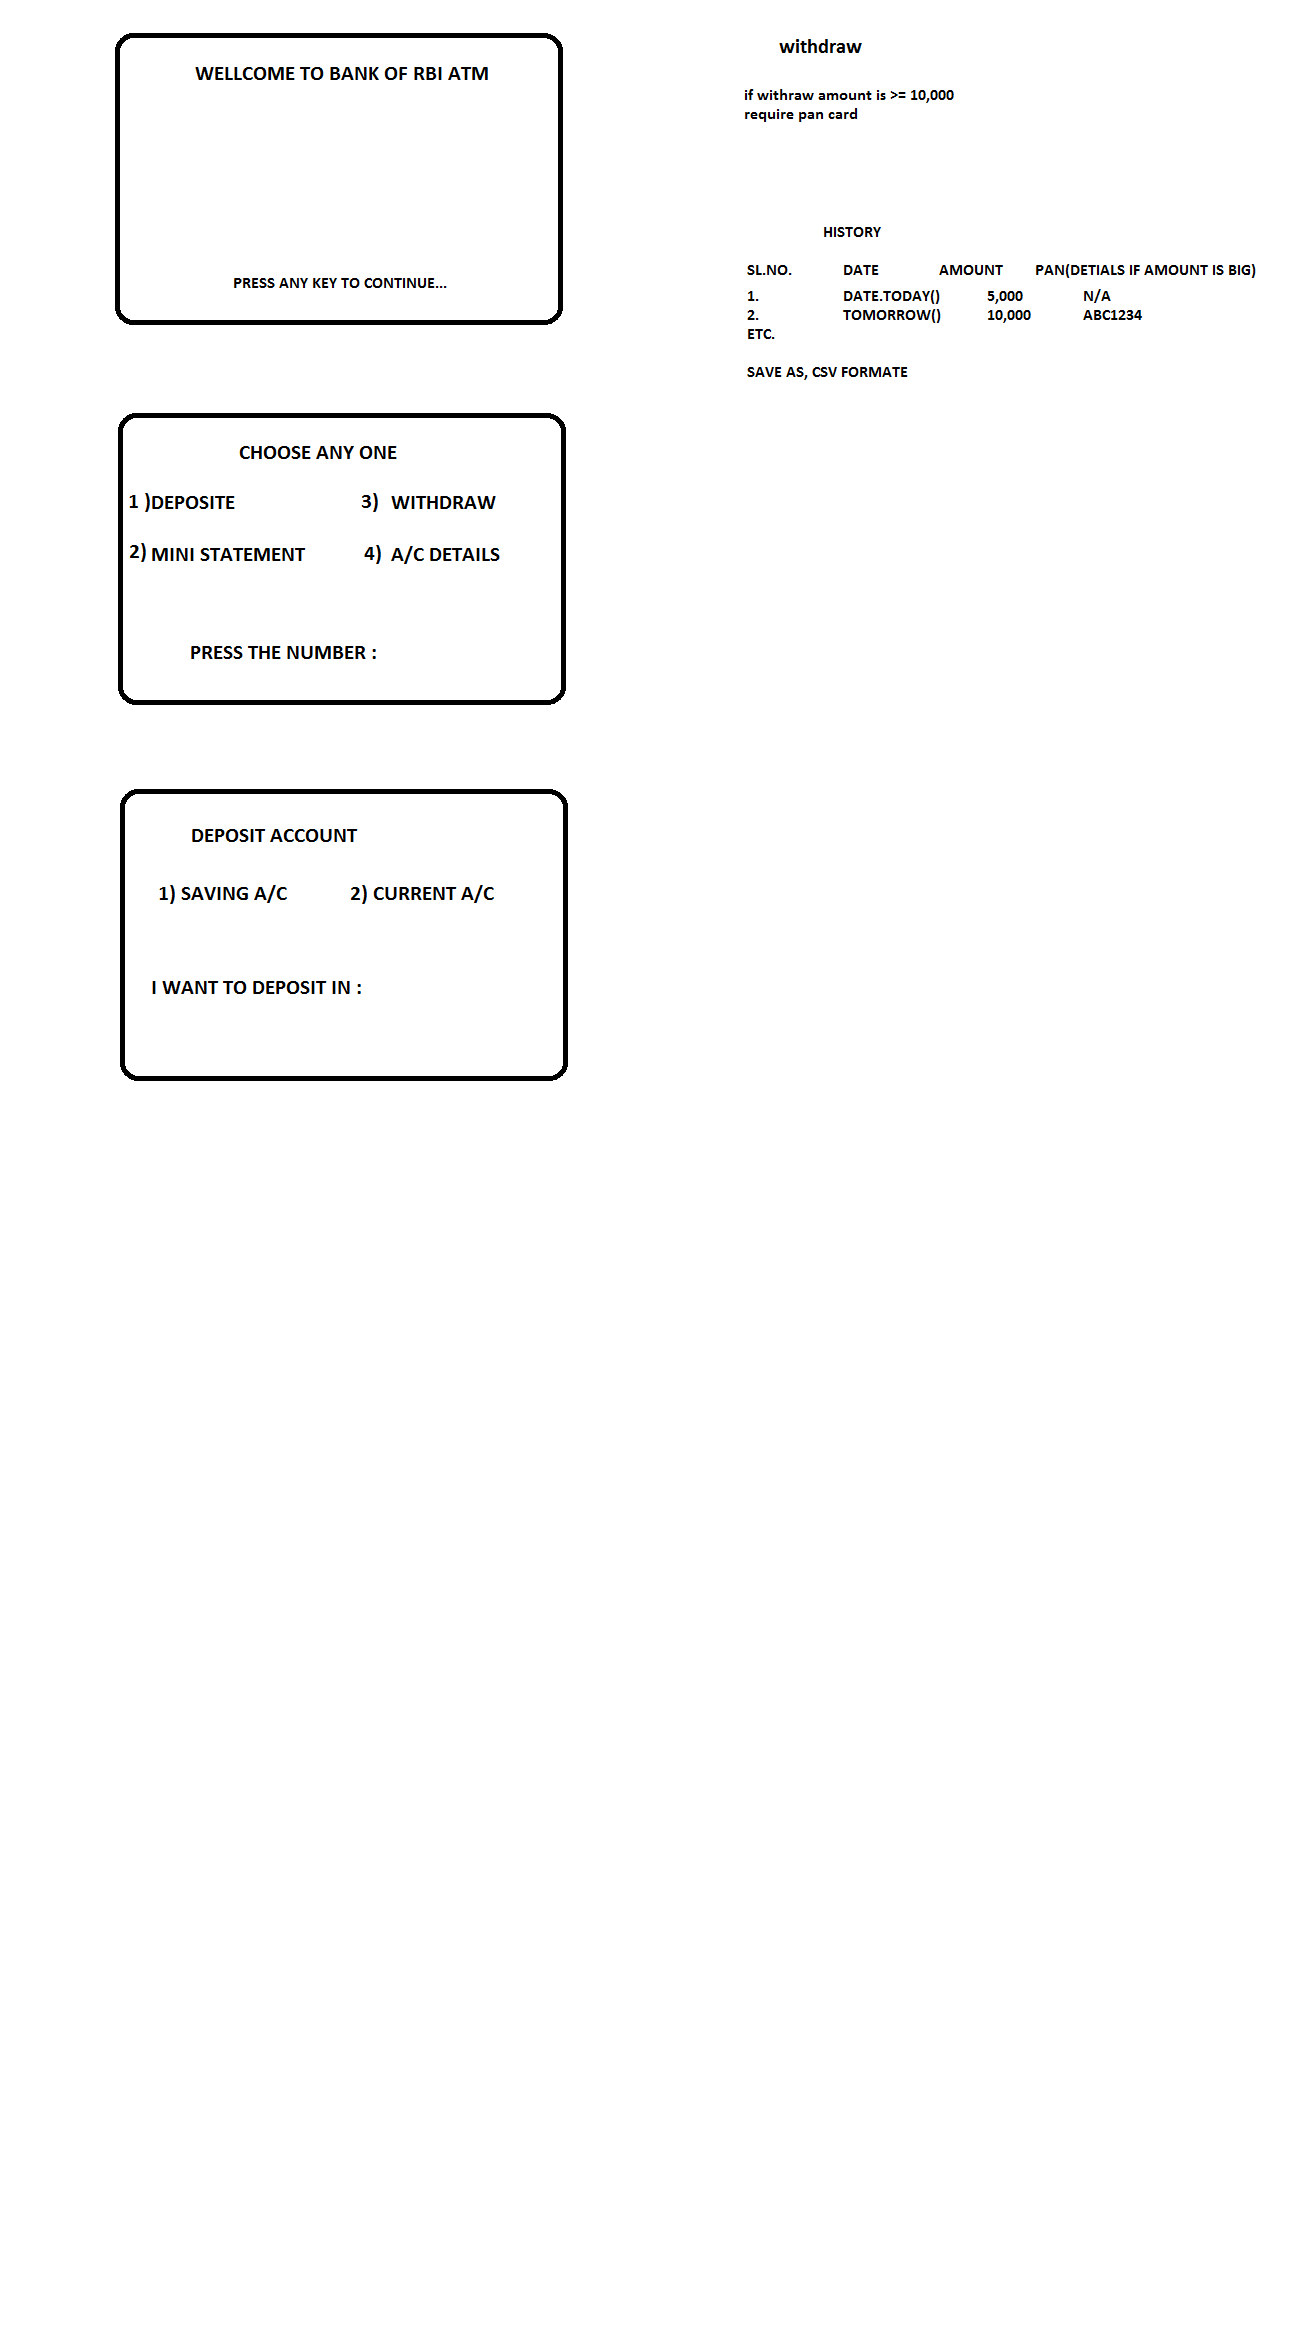 WELLCOME TO BANK OF RBI ATM
PRESS ANY KEY TO CONTINUE...
CHOOSE ANY ONE
1 )DEPOSITE 3) WITHDRAW
2) MINI STATEMENT 4) A/C DETAILS
PRESS THE NUMBER :
DEPOSIT ACCOUNT
1) SAVING A/C 2) CURRENT A/C
I WANT TO DEPOSIT IN :
withdraw
if withraw amount is >= 10,000
require pan card
HISTORY
SL.NO. DATE AMOUNT PAN(DETIALS IF AMOUNT IS BIG)
1. DATE.TODAY() 5,000 N/A
2. TOMORROW() 10,000 ABC1234
ETC.
SAVE AS, CSV FORMATE